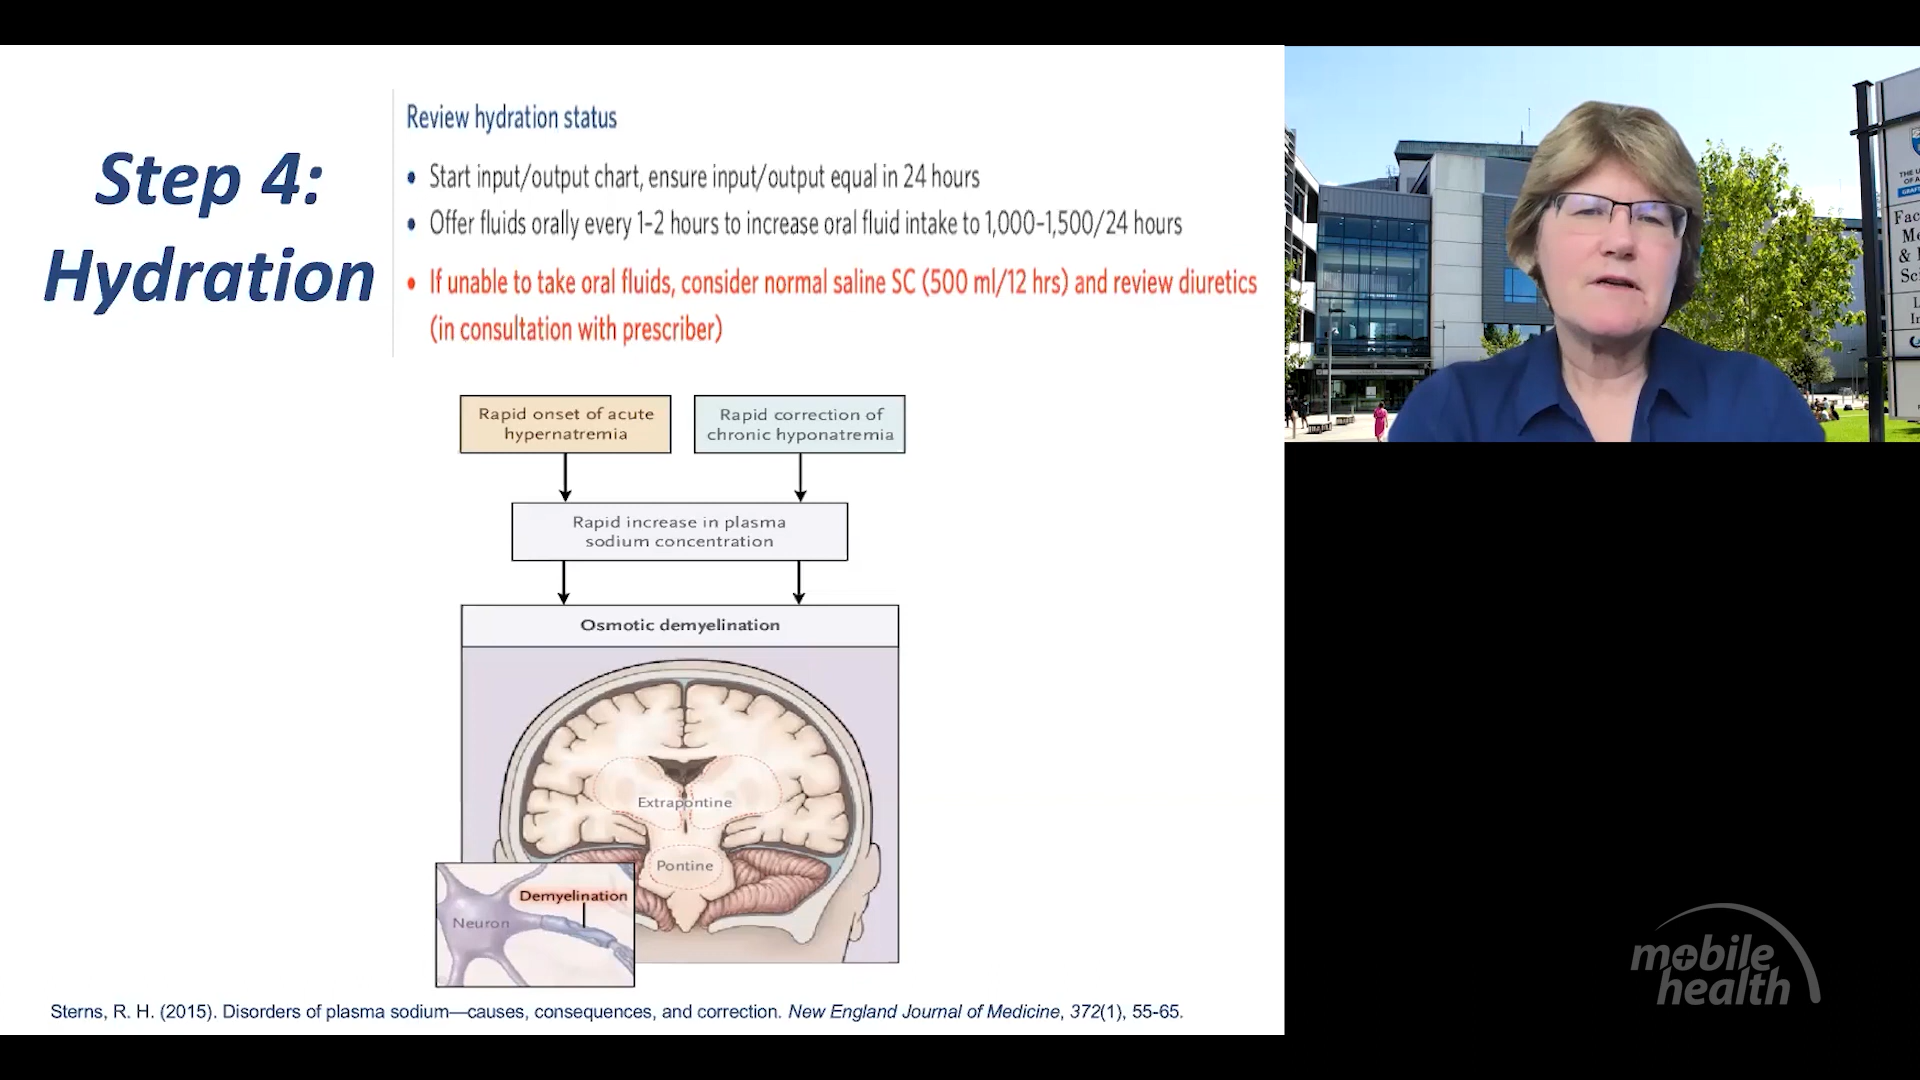 Step 4:
Hydration
Review hydration status
• Start input/output chart, ensure input/output equal in 24 hours
• Offer fluids orally every 1-2 hours to increase oral fluid intake to 1,000-1,500/24 hours
• If unable to take oral fluids, consider normal saline SC (500 ml/12 hrs) and review diuretics
(in consultation with prescriber)
Rapid onset of acute
hypernatremia
Rapid correction of
chronic hyponatremia
Rapid increase in plasma
sodium concentration
Osmotic demyelination
Extrapontine
Pontine
Demyelination
Neuron
Sterns, R. H. (2015). Disorders of plasma sodium—causes, consequences, and correction. New England Journal of Medicine, 372(1), 55-65.
THE U
OF A
Fac
Me
&
Sc
mobile
health